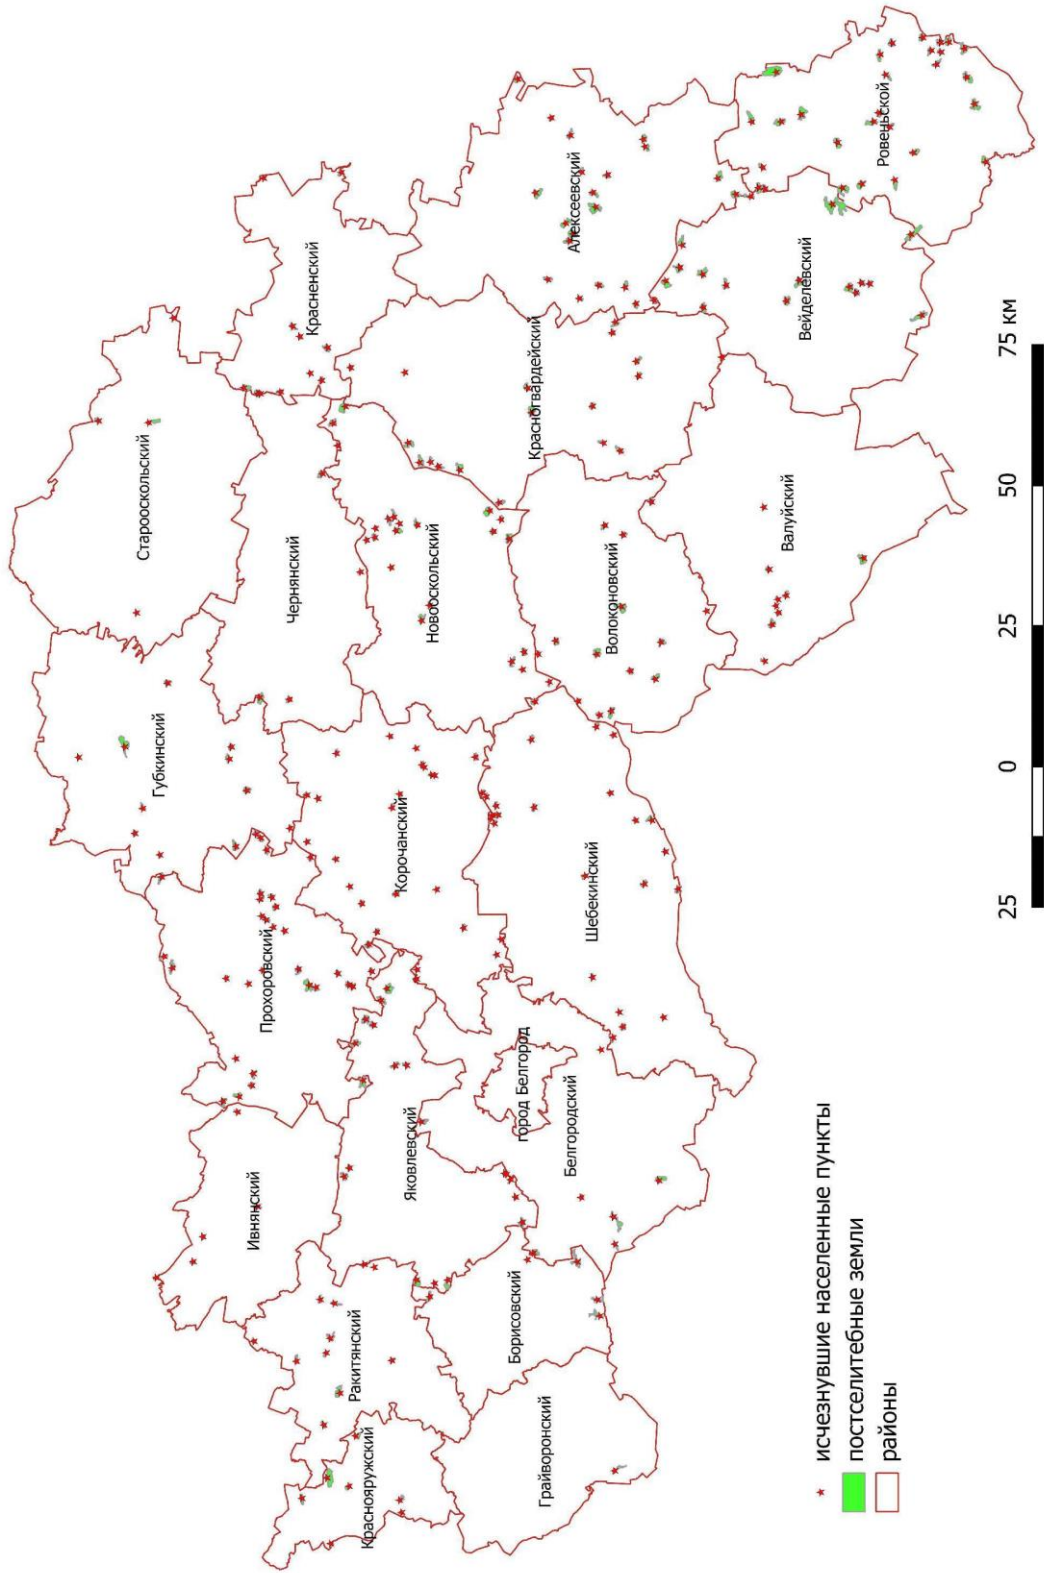 Старооскольский
Губкинский
Красненский
Чернянский
Прохоровский
Ивнянский
Алексеевский
Ровеньской
Вейделевский
Красногвардейский
Новооскольский
Корочанский
Яковлевский
Ракитянский
Краснояружский
Волоконовский
Валуйский
Шебекинский
город Белгород
Белгородский
Борисовский
Грайворонский
исчезнувшие населенные пункты
постселитебные земли
районы
25 0 25 50 75 км